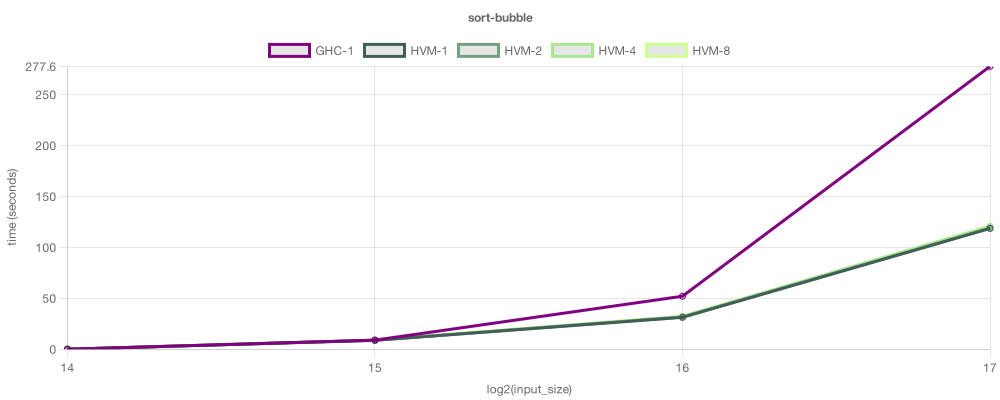 sort-bubble
GHC-1 HVM-1 HVM-2 HVM-4 HVM-8
277.6
250
200
150
100
50
0
time (seconds)
14 15 16 17
log2(input_size)